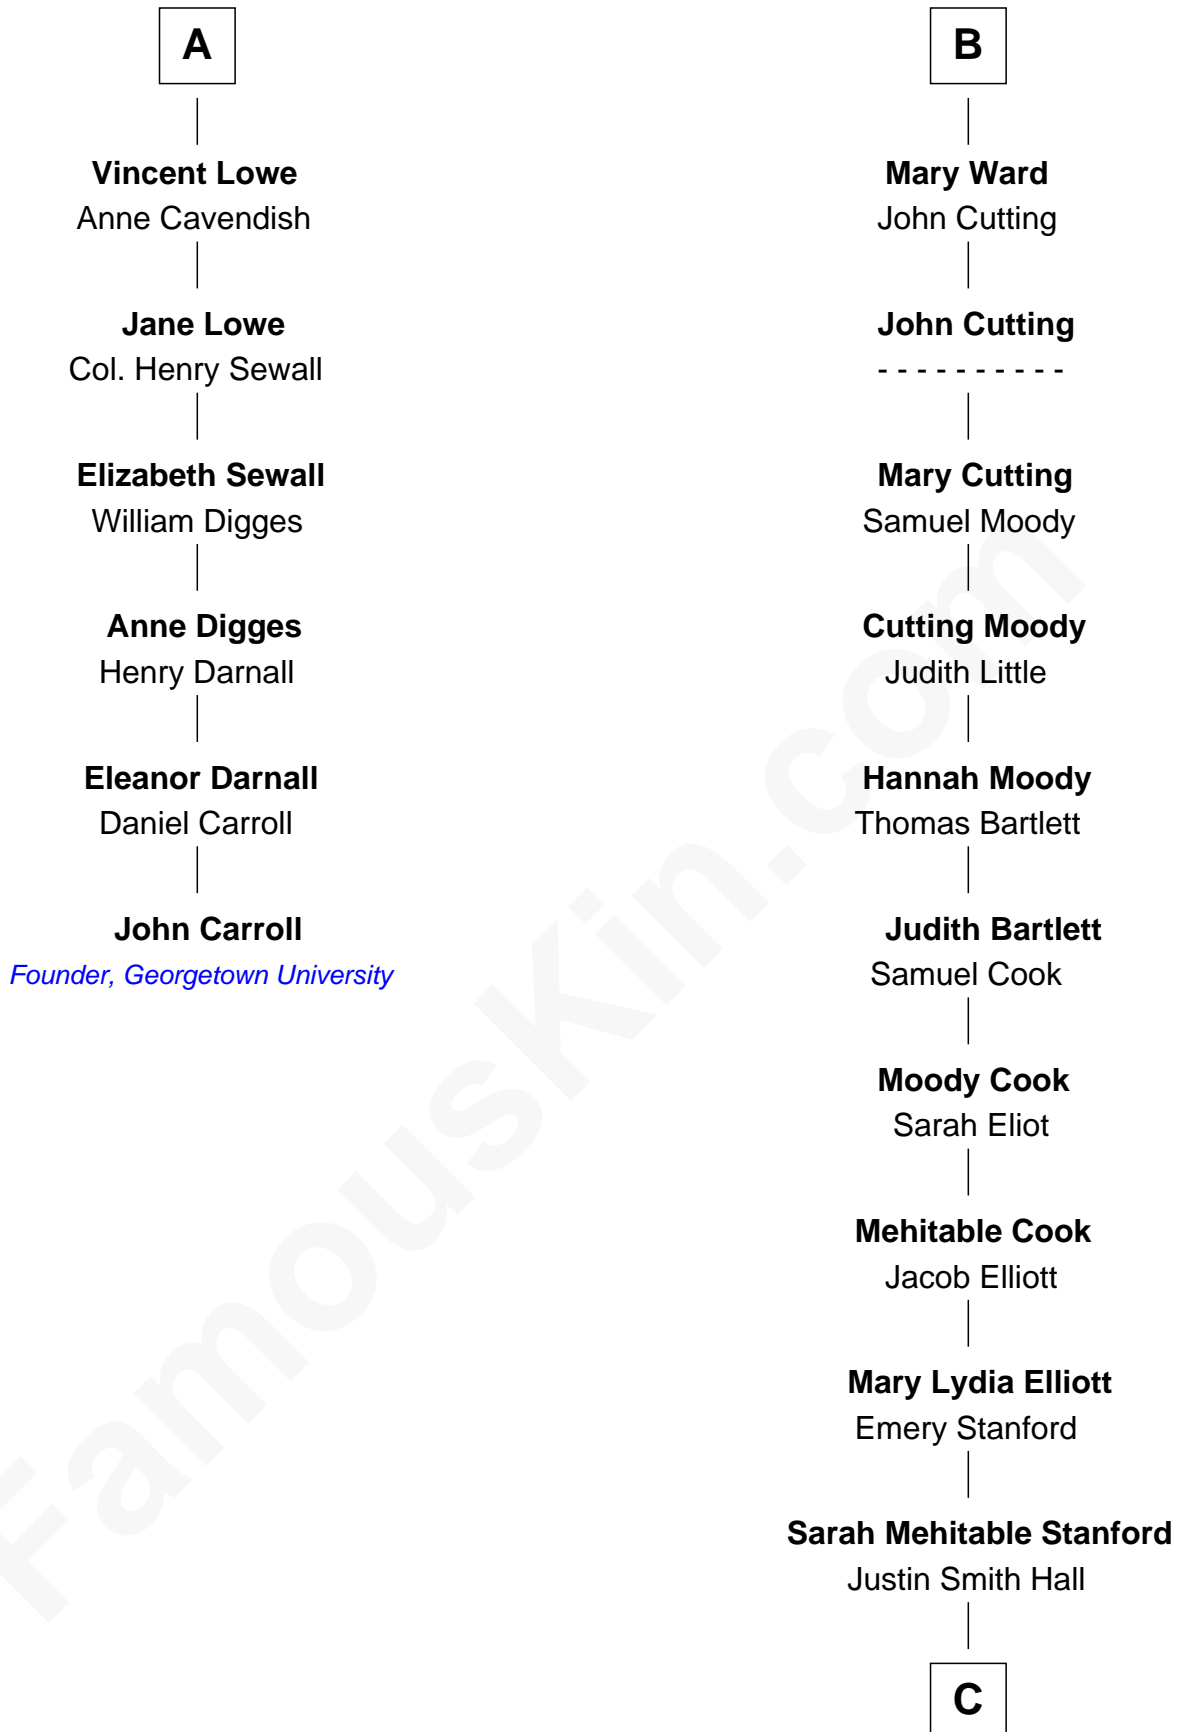 A
Vincent Lowe
Anne Cavendish
Jane Lowe
Col. Henry Sewall
Elizabeth Sewall
William Digges
Anne Digges
Henry Darnall
Eleanor Darnall
Daniel Carroll
John Carroll
Founder, Georgetown University
B
Mary Ward
John Cutting
John Cutting
- - - - - - - - - -
Mary Cutting
Samuel Moody
Cutting Moody
Judith Little
Hannah Moody
Thomas Bartlett
Judith Bartlett
Samuel Cook
Moody Cook
Sarah Eliot
Mehitable Cook
Jacob Elliott
Mary Lydia Elliott
Emery Stanford
Sarah Mehitable Stanford
Justin Smith Hall
C
FamousKin.com